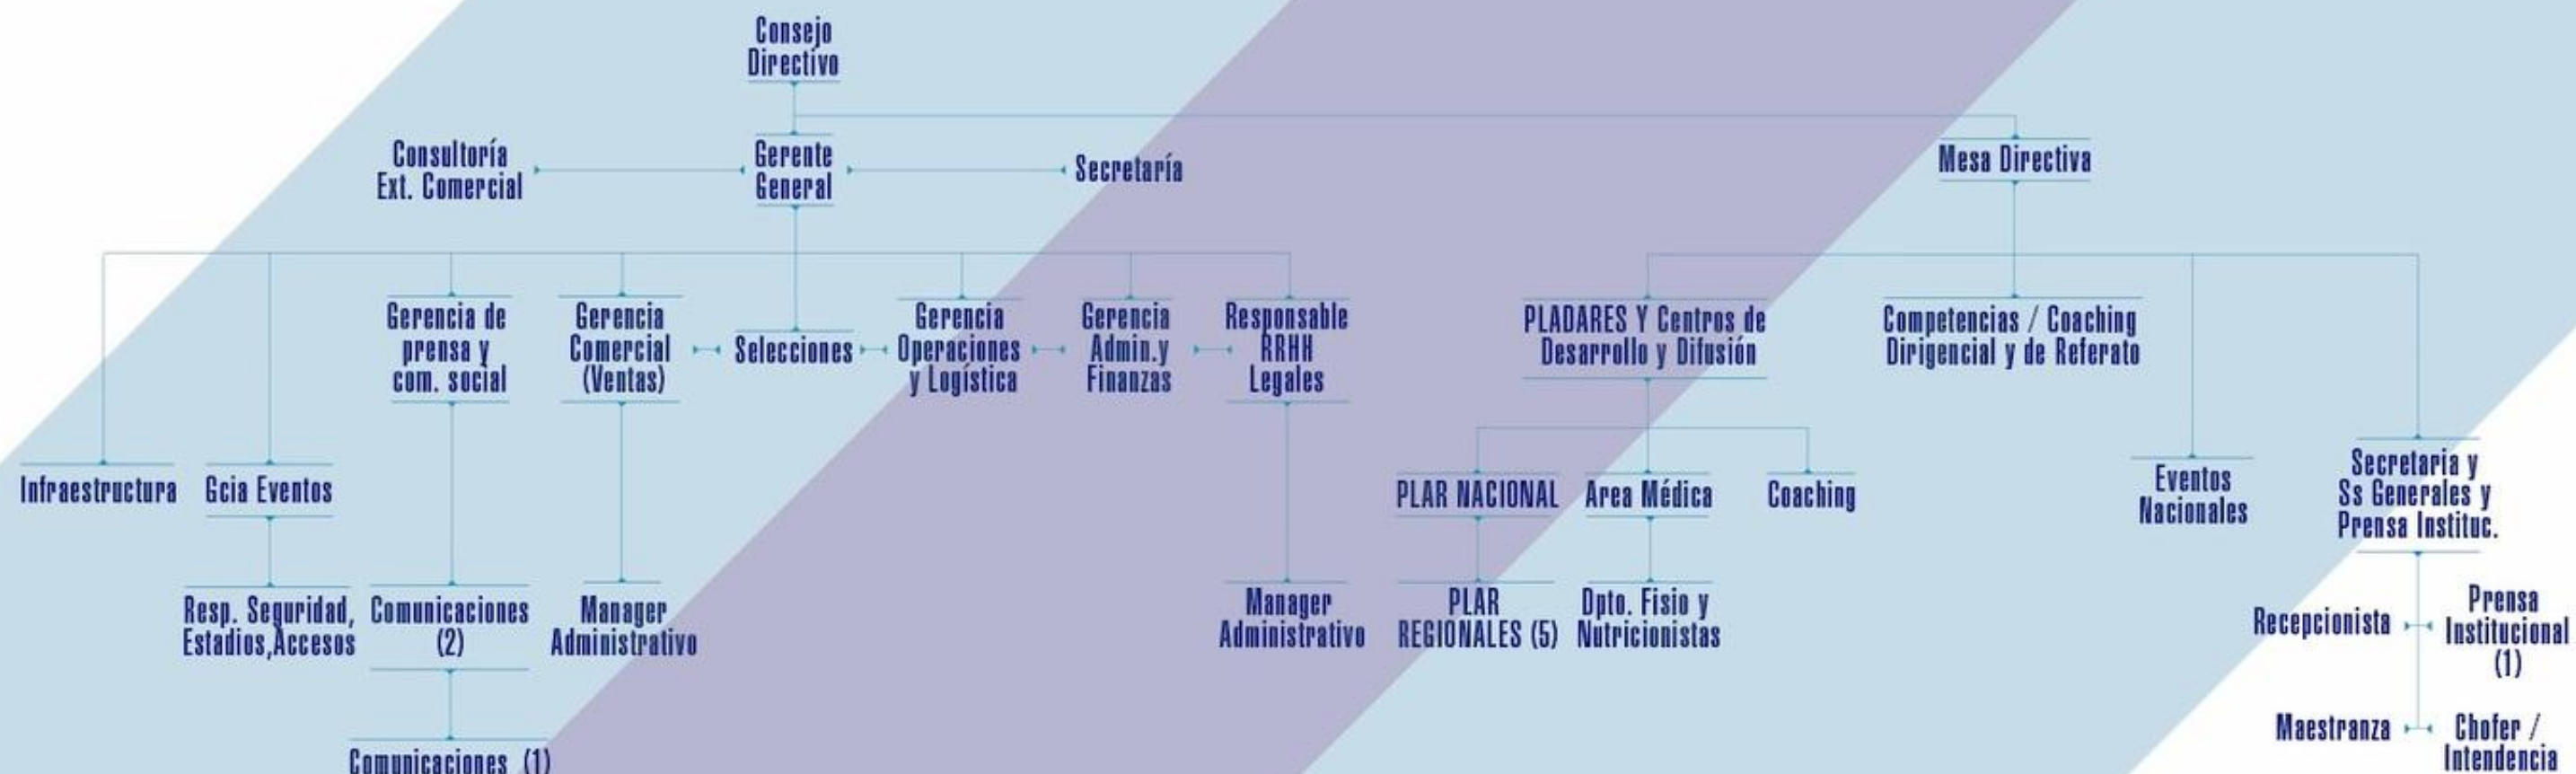 Consejo
Directivo
Consultoría
Ext. Comercial
Gerente
General
Secretaría
Mesa Directiva
Gerencia de
prensa y
com. social
Gerencia
Comercial
(Ventas)
Selecciones
Gerencia
Operaciones
y Logística
Gerencia
Admin.y
Finanzas
Responsable
RRHH
Legales
PLADARES Y Centros de
Desarrollo y Difusión
Competencias / Coaching
Dirigencial y de Referato
Infraestructura
Gcia Eventos
PLAR NACIONAL
Area Médica
Coaching
Eventos
Nacionales
Secretaria y
Ss Generales y
Prensa Instituc.
Resp. Seguridad,
Estadios,Accesos
Comunicaciones
(2)
Manager
Administrativo
Manager
Administrativo
PLAR
REGIONALES (5)
Dpto. Fisio y
Nutricionistas
Recepcionista
Prensa
Institucional
(1)
Maestranza
Chofer /
Intendencia
Comunicaciones (1)